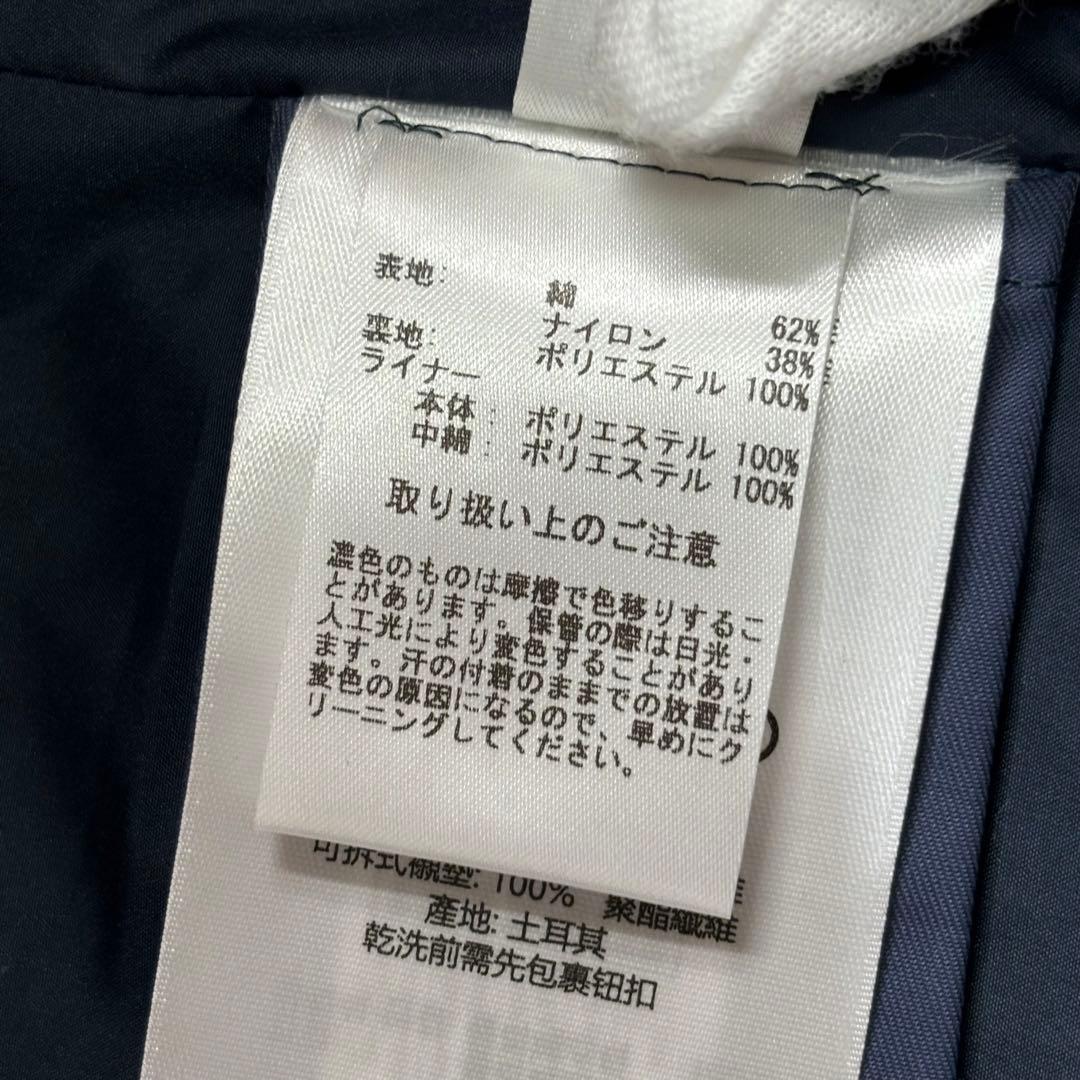 表地: 綿 62%
ナイロン 38%
裏地: ポリエステル 100%
ライナー
本体: ポリエステル 100%
中綿: ポリエステル 100%
取り扱い上のご注意
濃色のものは摩擦で色移りするこ
とがあります。保管の際は日光・
人工光により変色することがあり
ます。汗の付着のままでの放置は
変色の原因になるので、早めにク
リーニングしてください。
可拆式襯墊: 100% 聚酯纖維
產地: 土耳其
乾洗前需先包裹钮扣